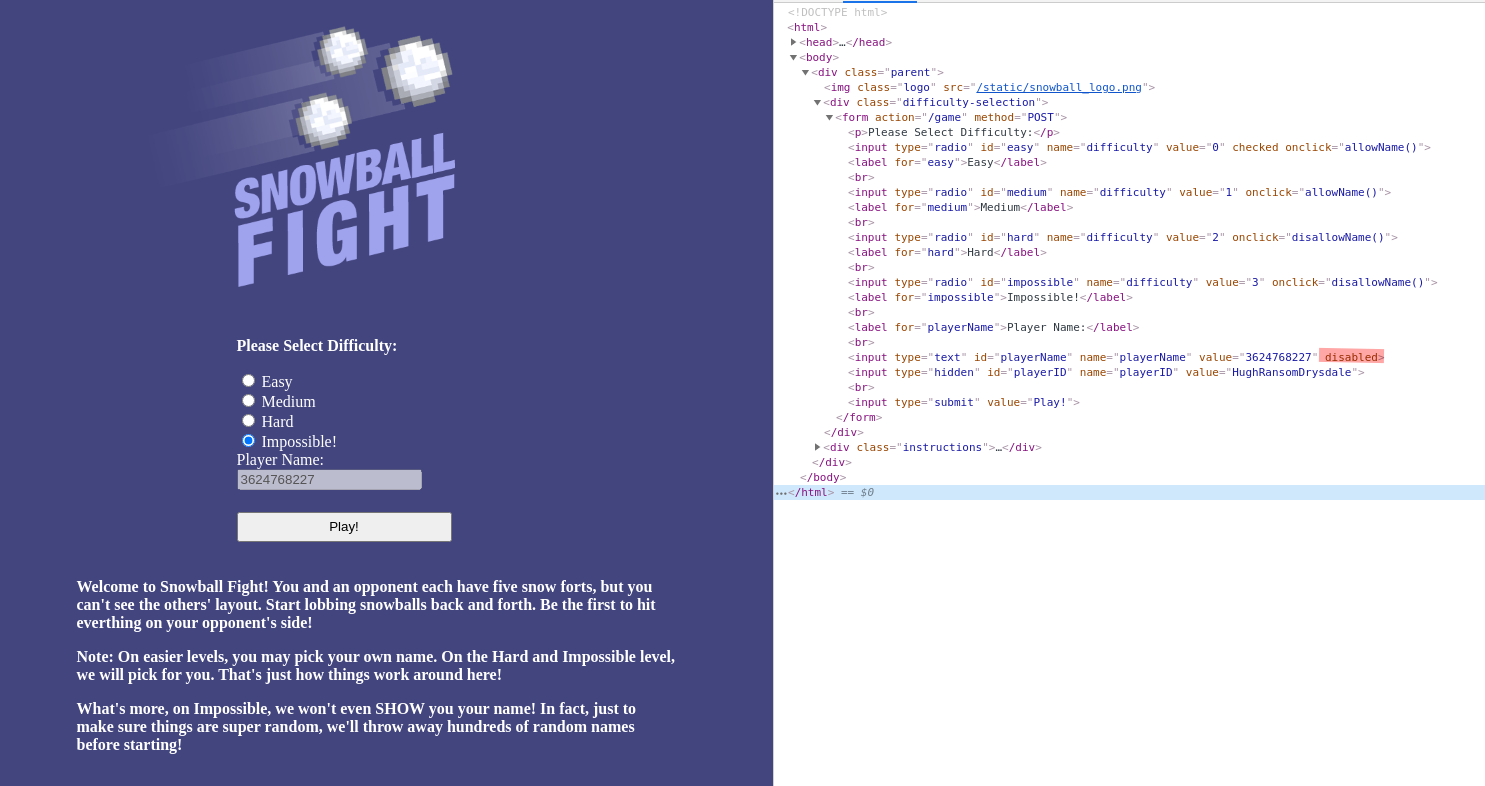 SNOWBALL
FIGHT
Please Select Difficulty:
Easy
Medium
Hard
Impossible!
Player Name:
3624768227
Play!
Welcome to Snowball Fight! You and an opponent each have five snow forts, but you
can't see the others' layout. Start lobbing snowballs back and forth. Be the first to hit
everthing on your opponent's side!
Note: On easier levels, you may pick your own name. On the Hard and Impossible level,
we will pick for you. That's just how things work around here!
What's more, on Impossible, we won't even SHOW you your name! In fact, just to
make sure things are super random, we'll throw away hundreds of random names
before starting!
<!DOCTYPE html>
<html>
<head>…</head>
<body>
<div class="parent">
<img class="logo" src="/static/snowball_logo.png">
<div class="difficulty-selection">
<form action="/game" method="POST">
<p>Please Select Difficulty:</p>
<input type="radio" id="easy" name="difficulty" value="0" checked onclick="allowName()">
<label for="easy">Easy</label>
<br>
<input type="radio" id="medium" name="difficulty" value="1" onclick="allowName()">
<label for="medium">Medium</label>
<br>
<input type="radio" id="hard" name="difficulty" value="2" onclick="disallowName()">
<label for="hard">Hard</label>
<br>
<input type="radio" id="impossible" name="difficulty" value="3" onclick="disallowName()">
<label for="impossible">Impossible!</label>
<br>
<label for="playerName">Player Name:</label>
<br>
<input type="text" id="playerName" name="playerName" value="3624768227" disabled>
<input type="hidden" id="playerID" name="playerID" value="HughRansomDrysdale">
<br>
<input type="submit" value="Play!">
</form>
</div>
<div class="instructions">…</div>
</div>
</body>
…</html> == $0